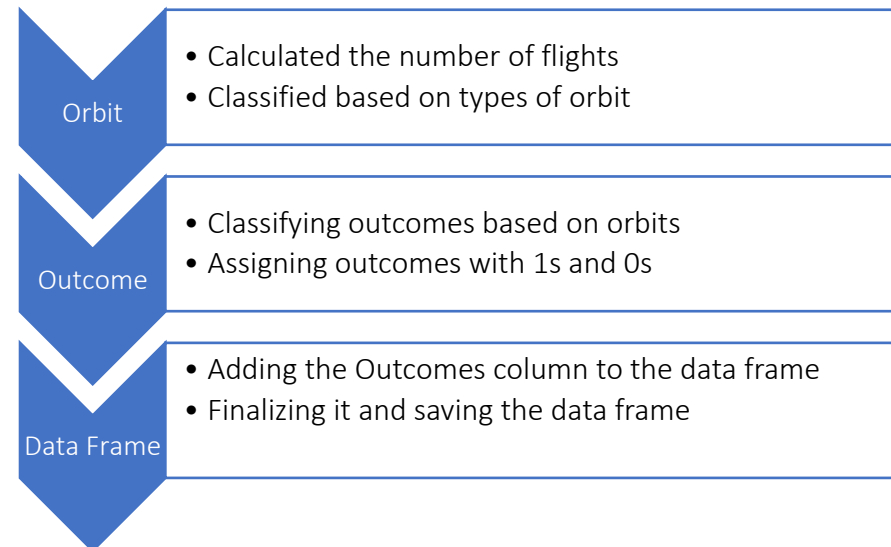 Orbit
• Calculated the number of flights
• Classified based on types of orbit
Outcome
• Classifying outcomes based on orbits
• Assigning outcomes with 1s and 0s
Data Frame
• Adding the Outcomes column to the data frame
• Finalizing it and saving the data frame